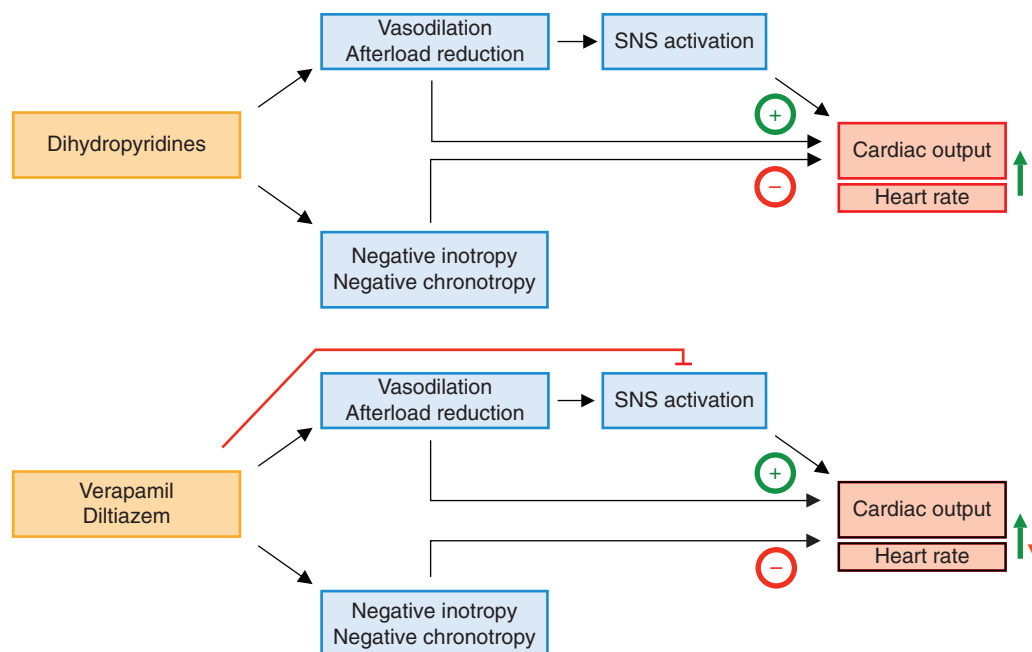 Vasodilation
Afterload reduction
SNS activation
Dihydropyridines
+
Cardiac output
−
Heart rate
Negative inotropy
Negative chronotropy
Vasodilation
Afterload reduction
SNS activation
Verapamil
Diltiazem
+
Cardiac output
−
Heart rate
Negative inotropy
Negative chronotropy